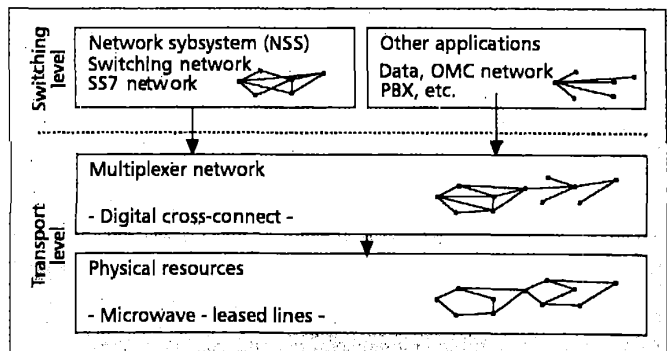 Switching
level
Network sybsystem (NSS)
Switching network
SS7 network
Other applications
Data, OMC network
PBX, etc.
Transport
level
Multiplexer network
- Digital cross-connect -
Physical resources
- Microwave - leased lines -